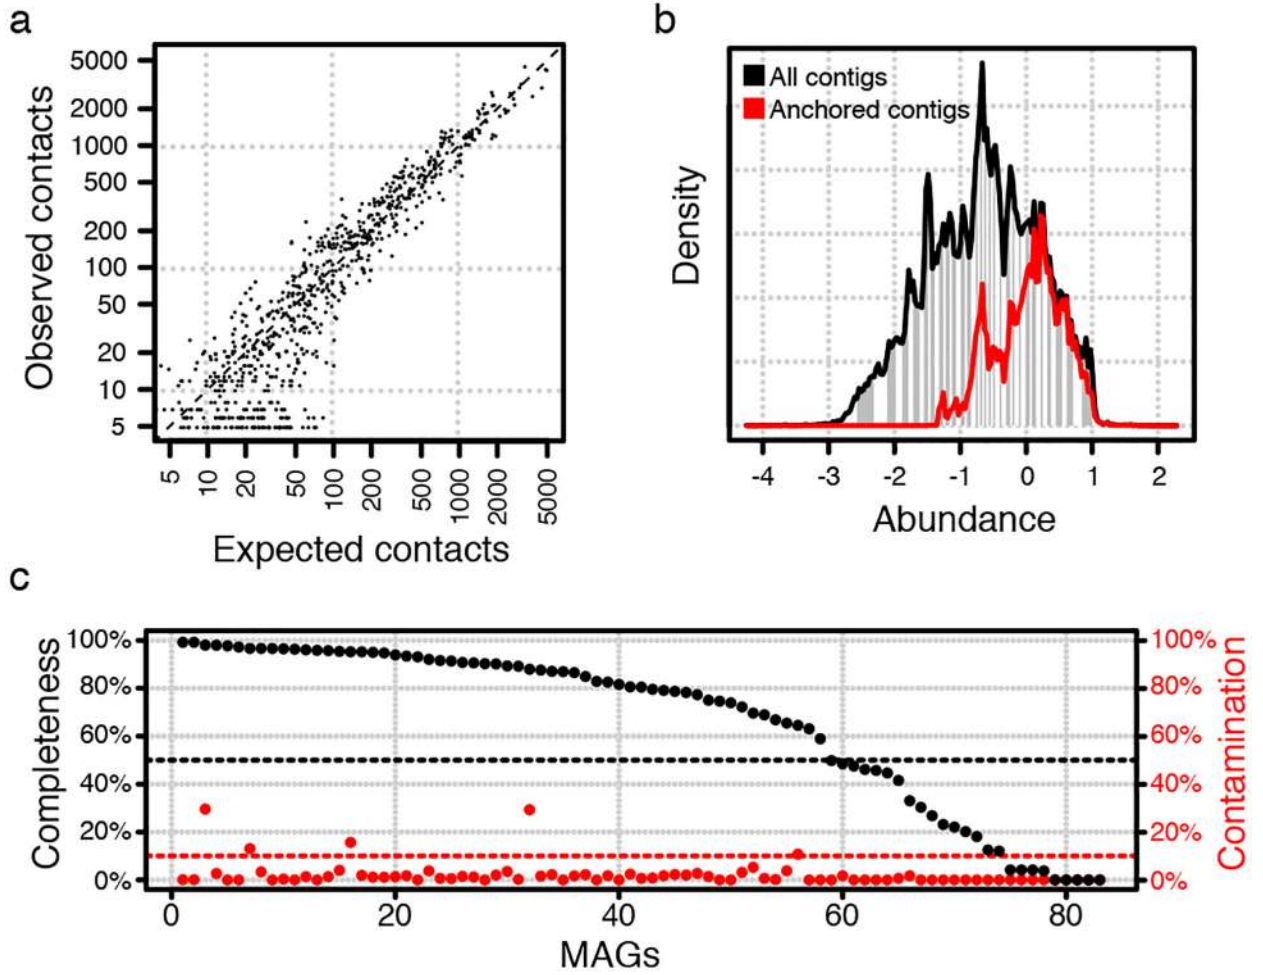 a
5000
2000
1000
500
200
100
50
20
10
5
Observed contacts
5 10 20 50 100 200 500 1000 2000 5000
Expected contacts
b
All contigs
Anchored contigs
Density
-4 -3 -2 -1 0 1 2
Abundance
c
100% 100%
80% 80%
60% 60%
40% 40%
20% 20%
0% 0%
Completeness
Contamination
0 20 40 60 80
MAGs